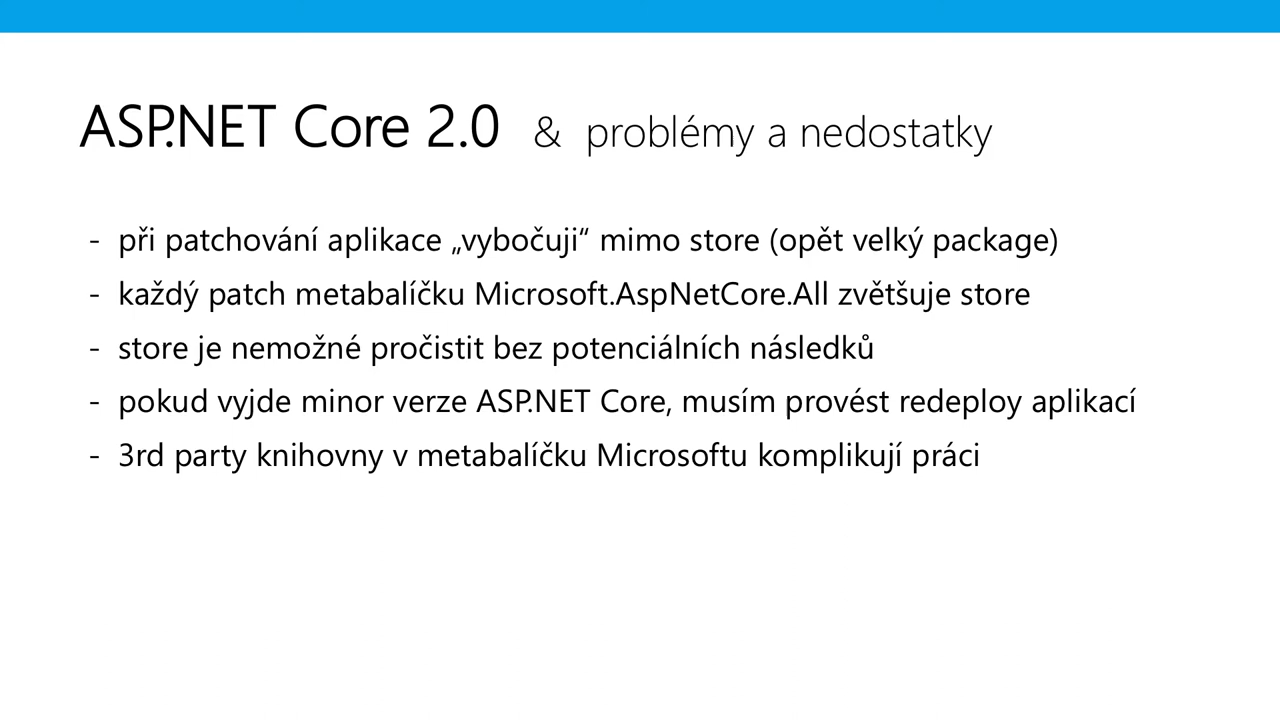 ASP.NET Core 2.0 & problémy a nedostatky
- při patchování aplikace „vybočuji“ mimo store (opět velký package)
- každý patch metabalíčku Microsoft.AspNetCore.All zvětšuje store
- store je nemožné pročistit bez potenciálních následků
- pokud vyjde minor verze ASP.NET Core, musím provést redeploy aplikací
- 3rd party knihovny v metabalíčku Microsoftu komplikují práci